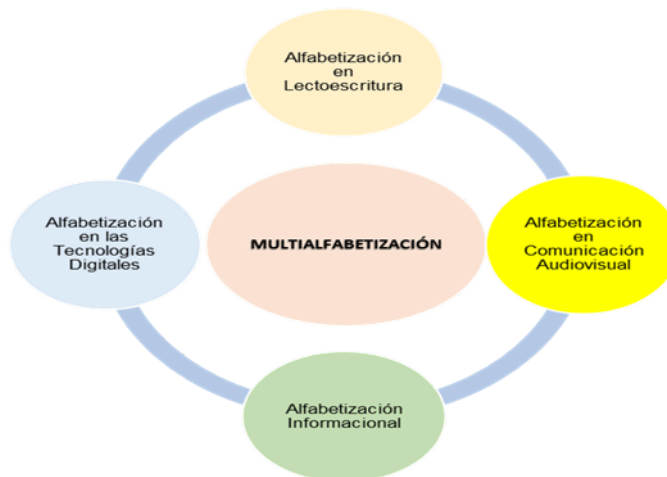 Alfabetización
en
Lectoescritura
Alfabetización
en las
Tecnologías
Digitales
MULTIALFABETIZACIÓN
Alfabetización
en
Comunicación
Audiovisual
Alfabetización
Informacional